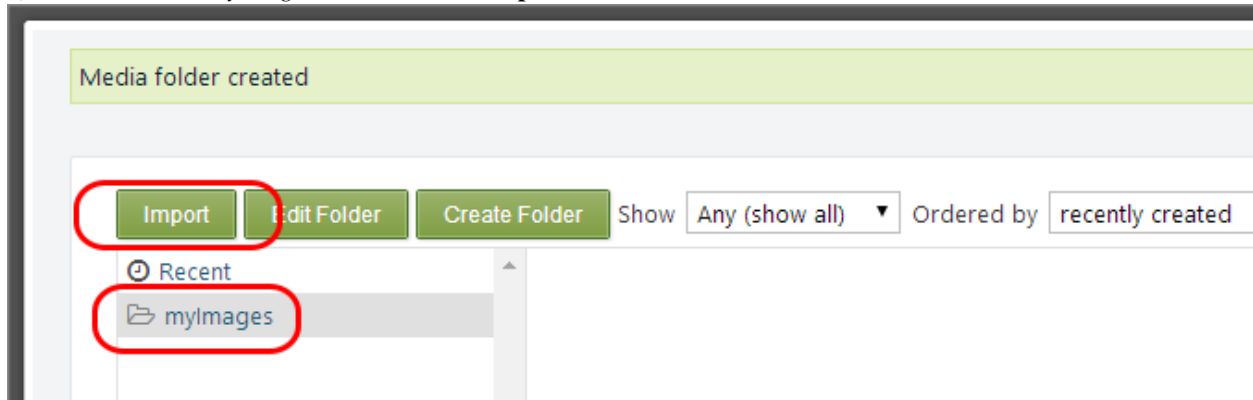 Media folder created
Import Edit Folder Create Folder Show Any (show all) Ordered by recently created
Recent
myImages